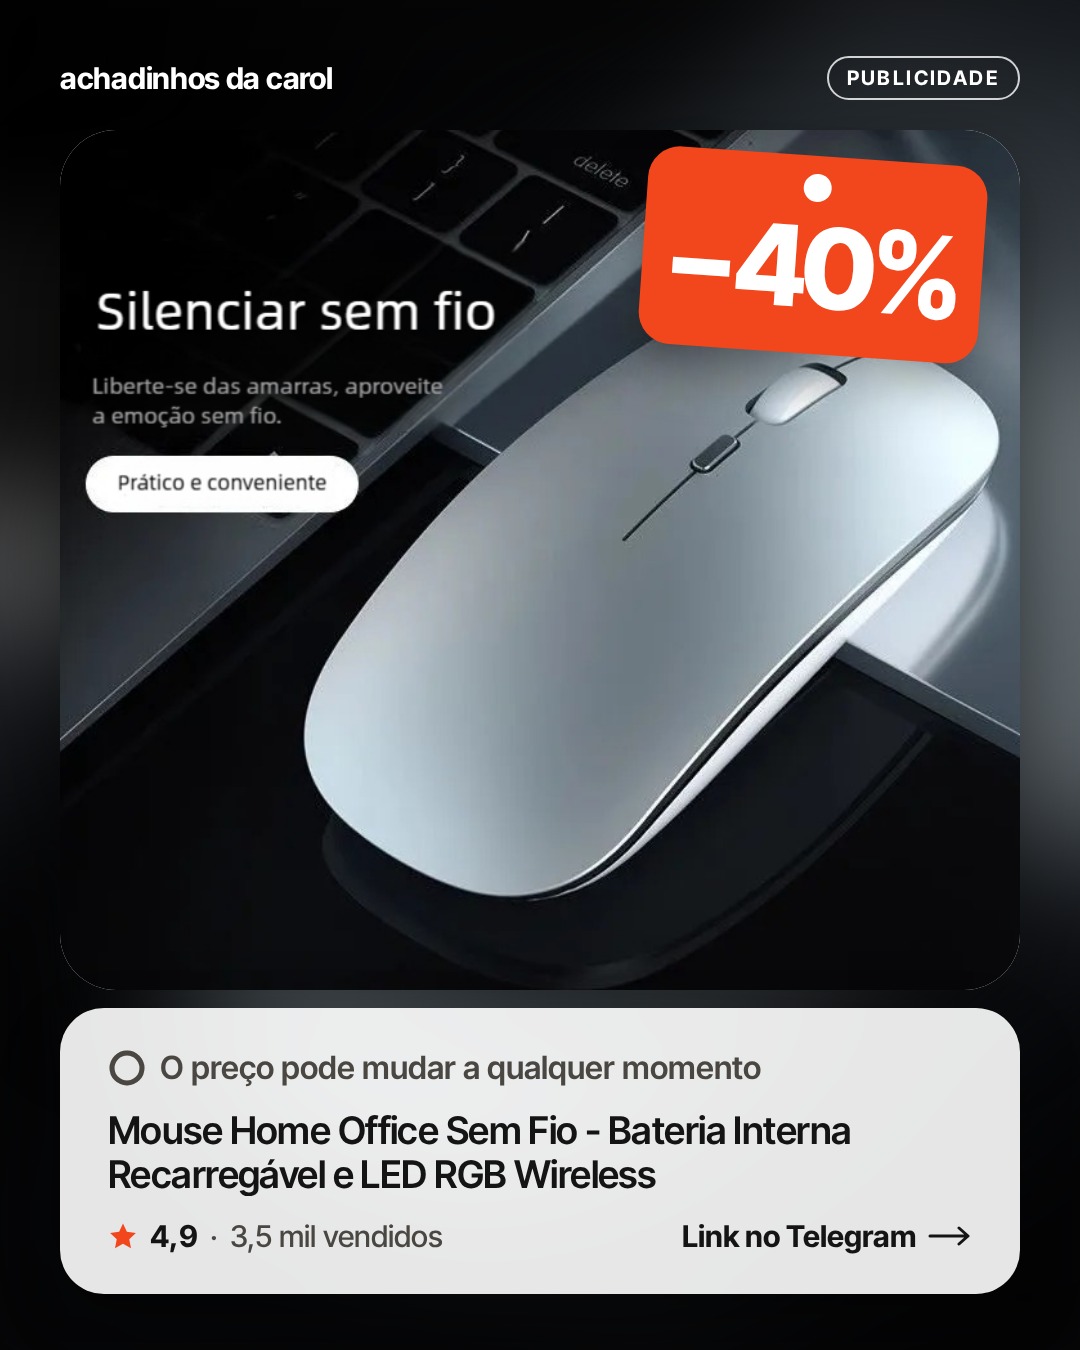 achadinhos da carol
PUBLICIDADE
delete
}
]
|
\
"
-40%
Silenciar sem fio
Liberte-se das amarras, aproveite
a emoção sem fio.
Prático e conveniente
O preço pode mudar a qualquer momento
Mouse Home Office Sem Fio - Bateria Interna
Recarregável e LED RGB Wireless
4,9 · 3,5 mil vendidos
Link no Telegram →